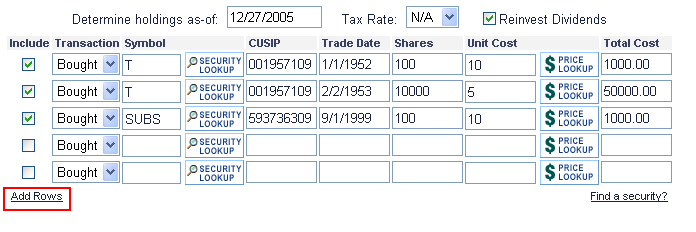 Determine holdings as-of: 12/27/2005 Tax Rate: N/A Reinvest Dividends
Include Transaction Symbol CUSIP Trade Date Shares Unit Cost Total Cost
Bought T SECURITY LOOKUP 001957109 1/1/1952 100 10 $ PRICE LOOKUP 1000.00
Bought T SECURITY LOOKUP 001957109 2/2/1953 10000 5 $ PRICE LOOKUP 50000.00
Bought SUBS SECURITY LOOKUP 593736309 9/1/1999 100 10 $ PRICE LOOKUP 1000.00
Bought SECURITY LOOKUP $ PRICE LOOKUP
Bought SECURITY LOOKUP $ PRICE LOOKUP
Add Rows Find a security?